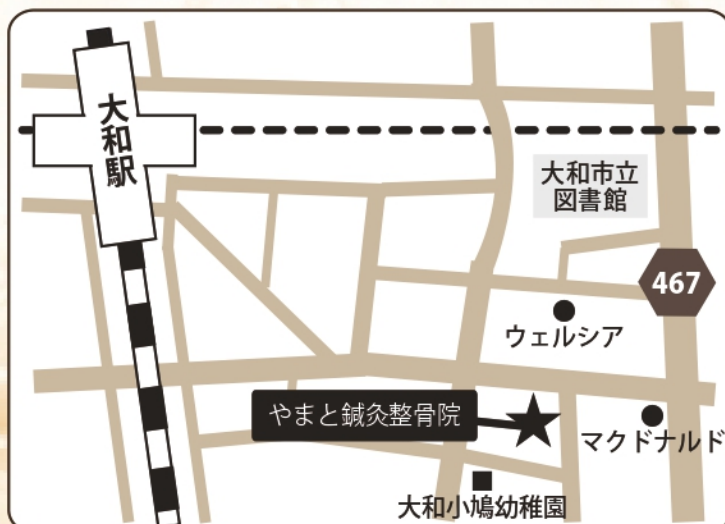 大和駅
大和市立
図書館
467
ウェルシア
やまと鍼灸整骨院
マクドナルド
大和小鳩幼稚園